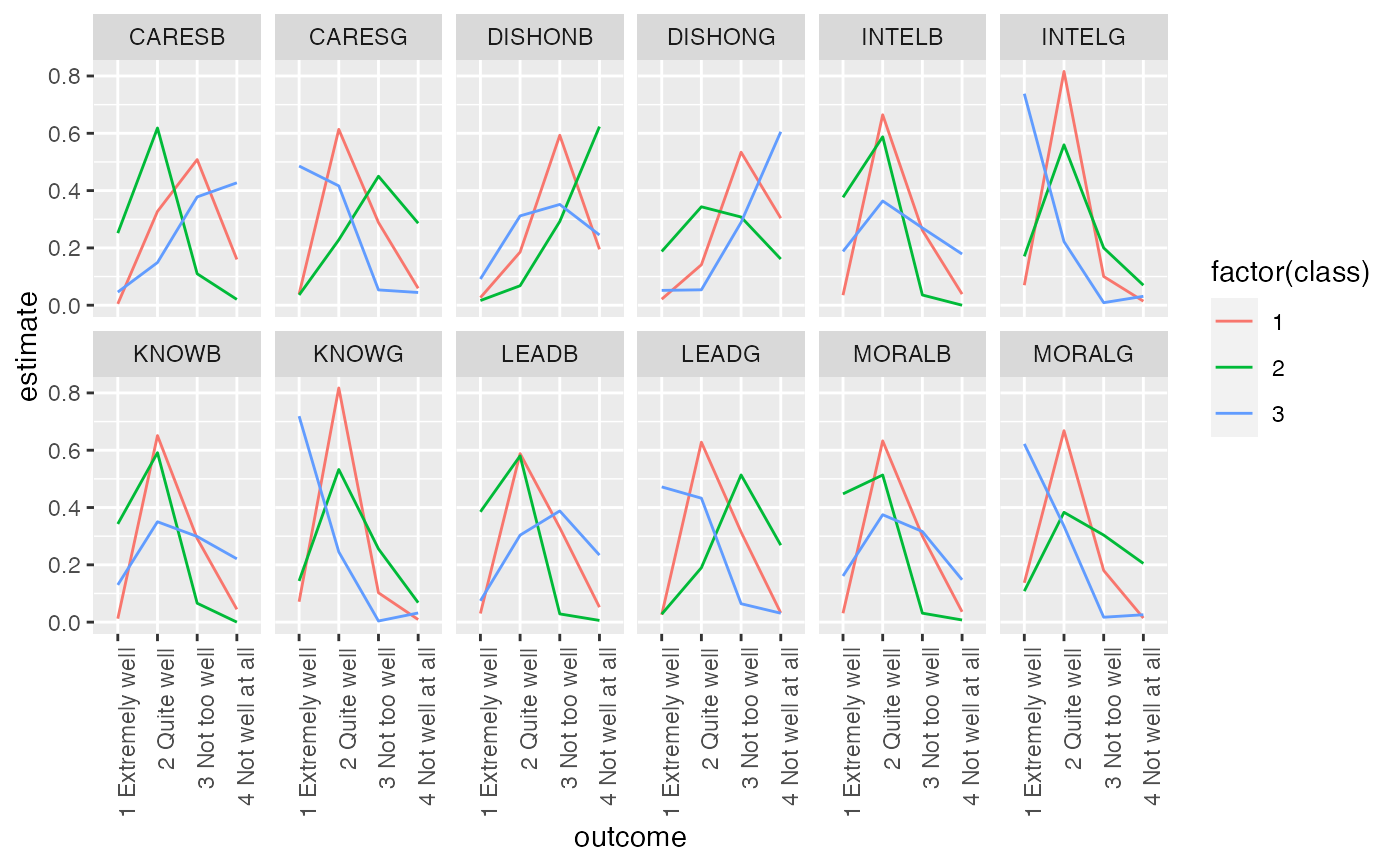 CARESB CARESG DISHONB DISHONG INTELB INTELG
0.8
0.6
0.4
0.2
0.0
KNOWB KNOWG LEADB LEADG MORALB MORALG
0.8
0.6
0.4
0.2
0.0
estimate
1 Extremely well
2 Quite well
3 Not too well
4 Not well at all
1 Extremely well
2 Quite well
3 Not too well
4 Not well at all
1 Extremely well
2 Quite well
3 Not too well
4 Not well at all
1 Extremely well
2 Quite well
3 Not too well
4 Not well at all
1 Extremely well
2 Quite well
3 Not too well
4 Not well at all
1 Extremely well
2 Quite well
3 Not too well
4 Not well at all
outcome
factor(class)
1
2
3